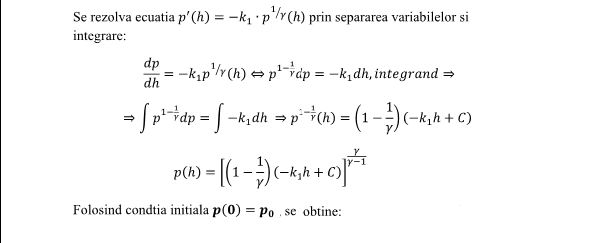 Se rezolva ecuatia p′(h) = −k₁ · p^{1/γ}(h) prin separarea variabilelor si
integrare:
dp/dh = −k₁p^{1/γ}(h) ⇔ p^{1−1/γ}dp = −k₁dh, integrand ⇒
⇒ ∫ p^{1−1/γ}dp = ∫ −k₁dh ⇒ p^{1−1/γ}(h) = (1 − 1/γ)(−k₁h + C)
p(h) = [(1 − 1/γ)(−k₁h + C)]^{γ/(γ−1)}
Folosind condtia initiala p(0) = p₀ , se obtine: